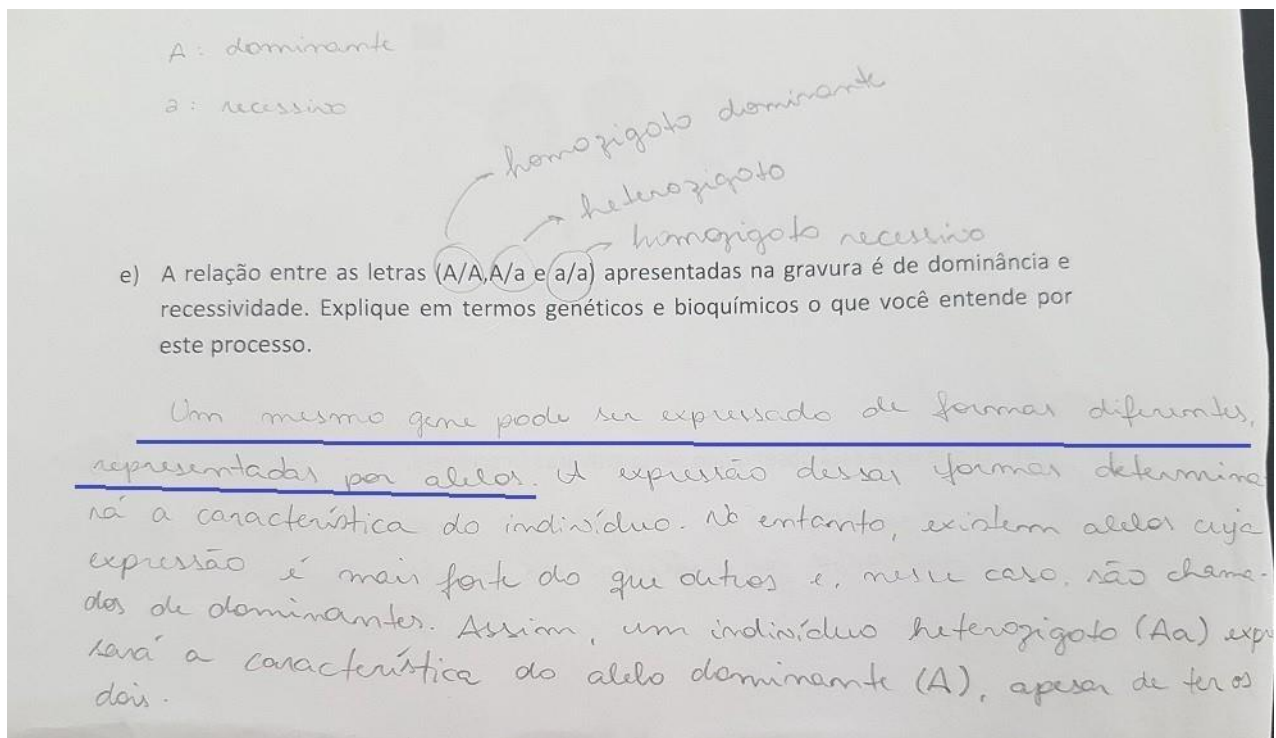 A: dominante
a: recessivo
homozigoto dominante
heterozigoto
homozigoto recessivo
e) A relação entre as letras (A/A,A/a e a/a) apresentadas na gravura é de dominância e
recessividade. Explique em termos genéticos e bioquímicos o que você entende por
este processo.
Um mesmo gene pode ser expressado de formas diferentes,
representadas por alelos. A expressão dessas formas determina
rá a característica do indivíduo. No entanto, existem alelos cuja
expressão é mais forte do que outros e, nesse caso, são chama-
dos de dominantes. Assim, um indivíduo heterozigoto (Aa) exp
sará a característica do alelo dominante (A), apesar de ter os
dois.